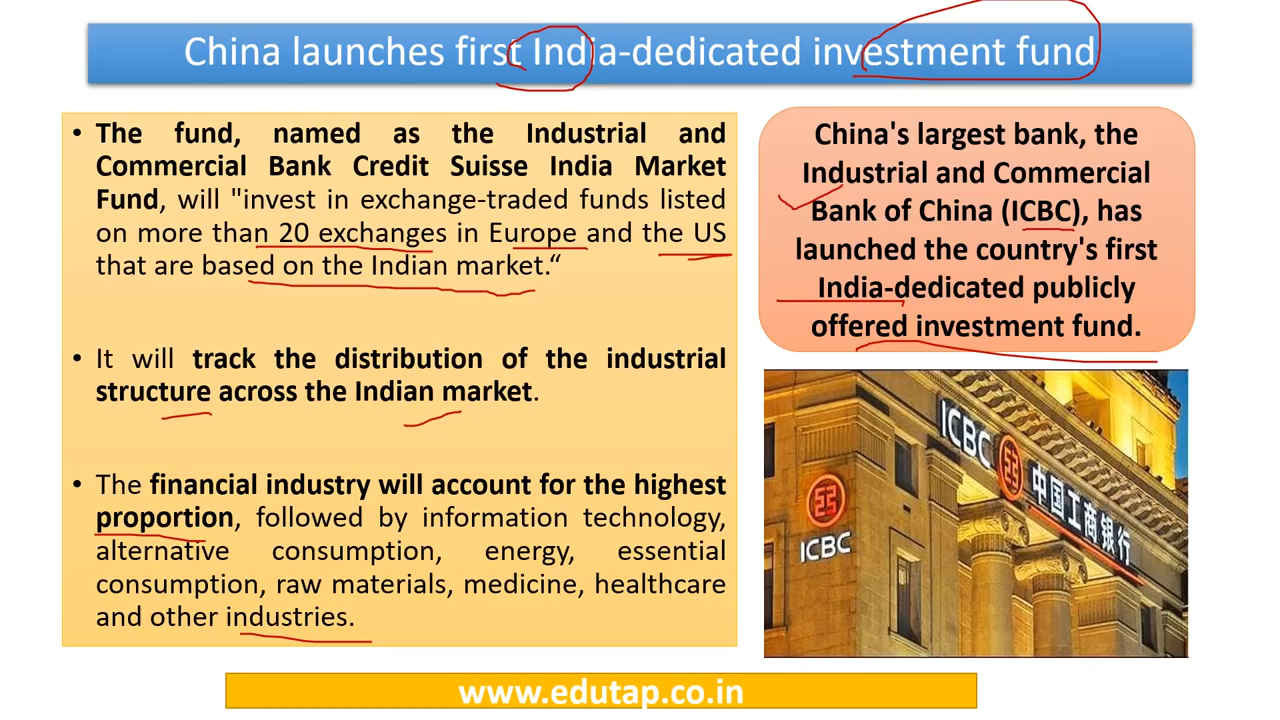 China launches first India-dedicated investment fund
• The fund, named as the Industrial and
Commercial Bank Credit Suisse India Market
Fund, will "invest in exchange-traded funds listed
on more than 20 exchanges in Europe and the US
that are based on the Indian market.“
• It will track the distribution of the industrial
structure across the Indian market.
• The financial industry will account for the highest
proportion, followed by information technology,
alternative consumption, energy, essential
consumption, raw materials, medicine, healthcare
and other industries.
China's largest bank, the
Industrial and Commercial
Bank of China (ICBC), has
launched the country's first
India-dedicated publicly
offered investment fund.
ICBC 中国工商银行
ICBC
www.edutap.co.in